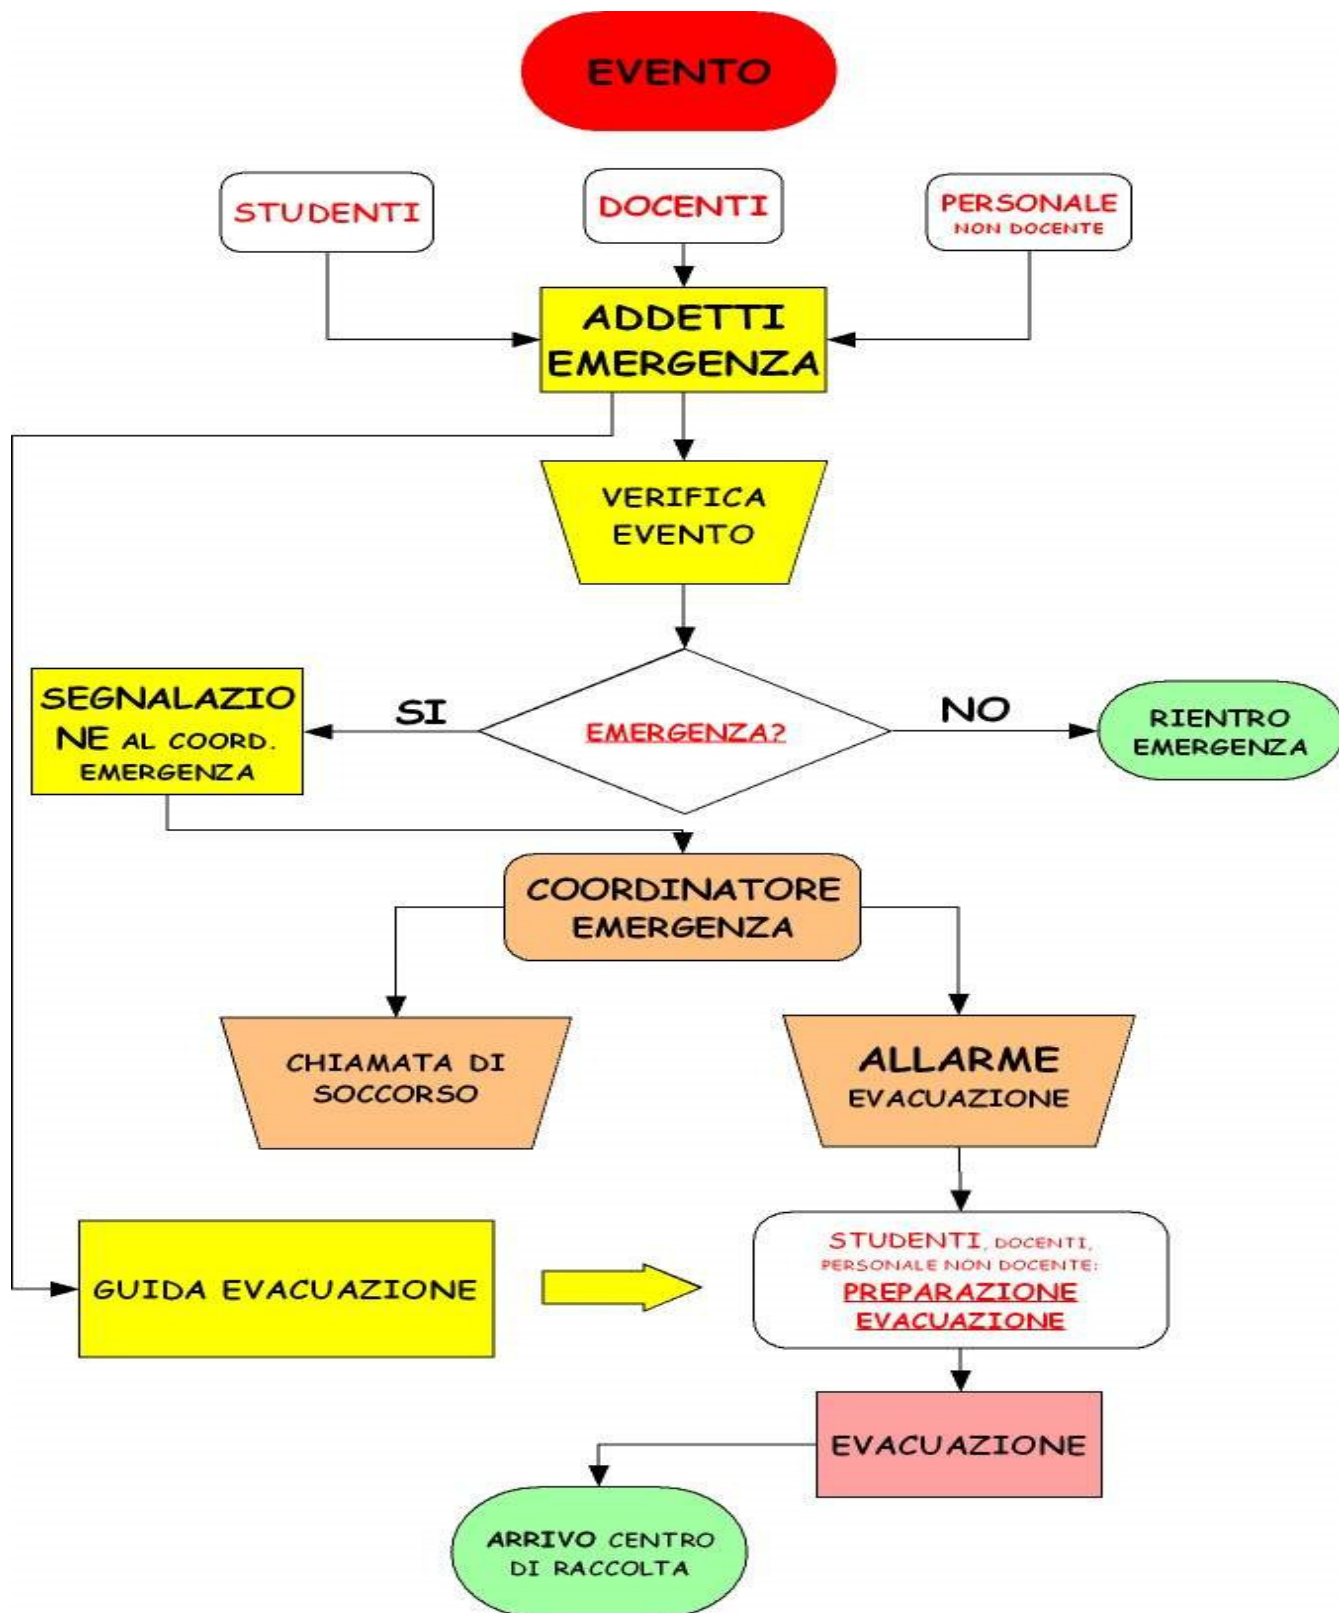 EVENTO
STUDENTI
DOCENTI
PERSONALE
NON DOCENTE
ADDETTI
EMERGENZA
VERIFICA
EVENTO
SEGNALAZIO
NE AL COORD.
EMERGENZA
SI
EMERGENZA?
NO
RIENTRO
EMERGENZA
COORDINATORE
EMERGENZA
CHIAMATA DI
SOCCORSO
ALLARME
EVACUAZIONE
GUIDA EVACUAZIONE
STUDENTI, DOCENTI,
PERSONALE NON DOCENTE:
PREPARAZIONE
EVACUAZIONE
EVACUAZIONE
ARRIVO CENTRO
DI RACCOLTA